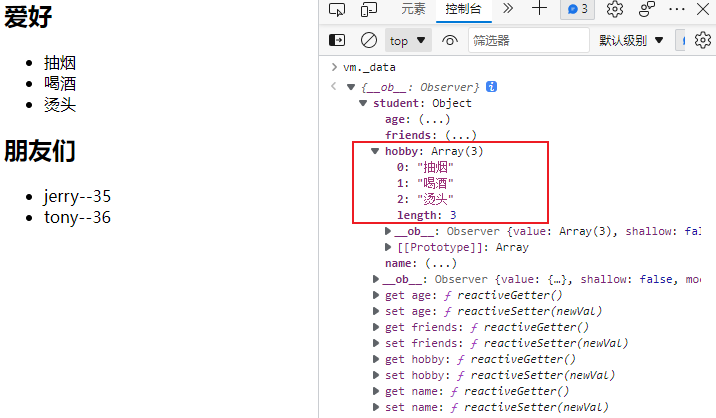 爱好
抽烟
喝酒
烫头
朋友们
jerry--35
tony--36
元素 控制台 3
top 筛选器 默认级别
vm._data
{__ob__: Observer}
student: Object
age: (...)
friends: (...)
hobby: Array(3)
0: "抽烟"
1: "喝酒"
2: "烫头"
length: 3
__ob__: Observer {value: Array(3), shallow: fal
[[Prototype]]: Array
name: (...)
__ob__: Observer {value: {…}, shallow: false, moc
get age: ƒ reactiveGetter()
set age: ƒ reactiveSetter(newVal)
get friends: ƒ reactiveGetter()
set friends: ƒ reactiveSetter(newVal)
get hobby: ƒ reactiveGetter()
set hobby: ƒ reactiveSetter(newVal)
get name: ƒ reactiveGetter()
set name: ƒ reactiveSetter(newVal)